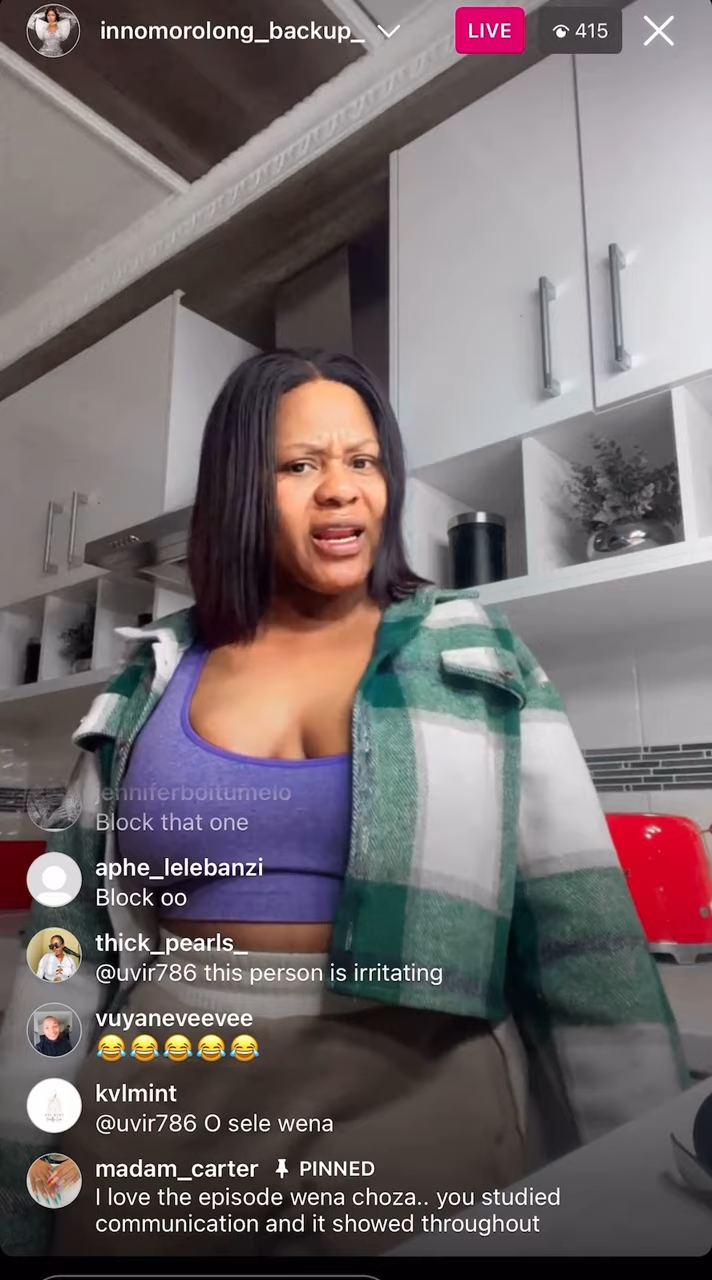 innomorolong_backup_
LIVE
415
jenniferboitumelo
Block that one
aphe_lelebanzi
Block oo
thick_pearls_
@uvir786 this person is irritating
vuyaneveevee
😂😂😂😂😂
kvlmint
@uvir786 O sele wena
madam_carter PINNED
I love the episode wena choza.. you studied
communication and it showed throughout